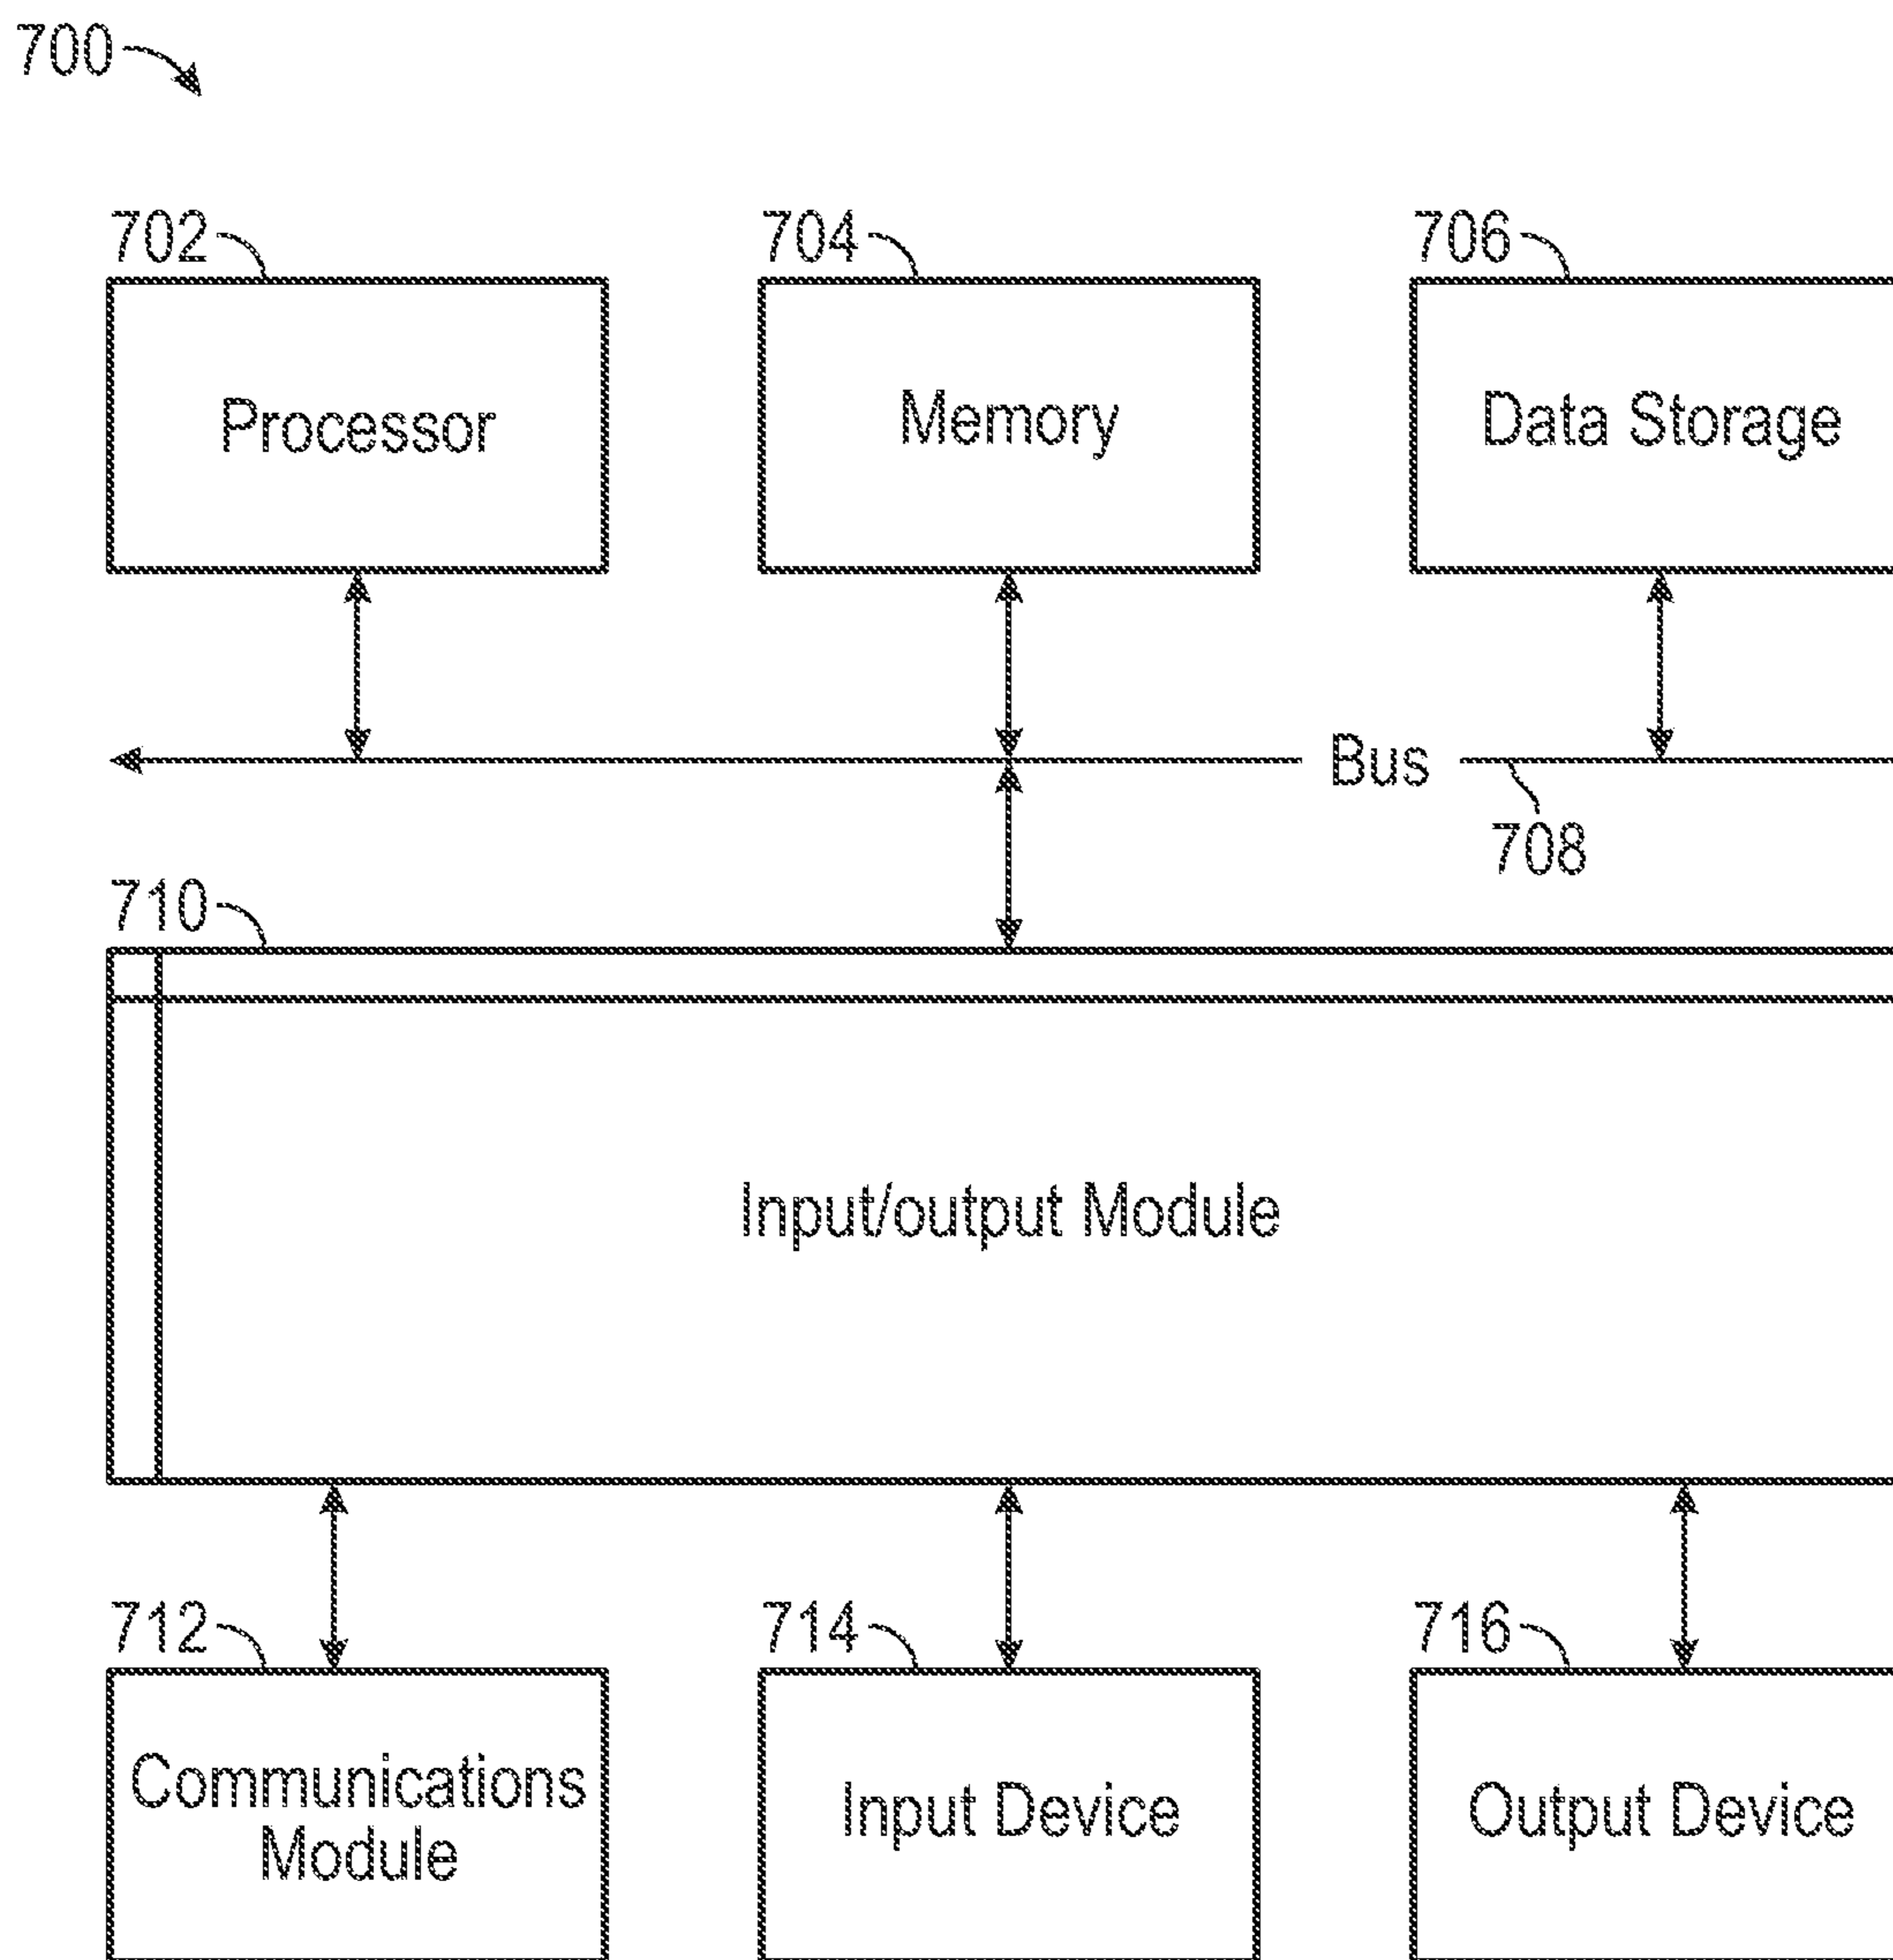 700
702
704
706
Processor
Memory
Data Storage
Bus
708
710
Input/output Module
712
714
716
Communications
Module
Input Device
Output Device